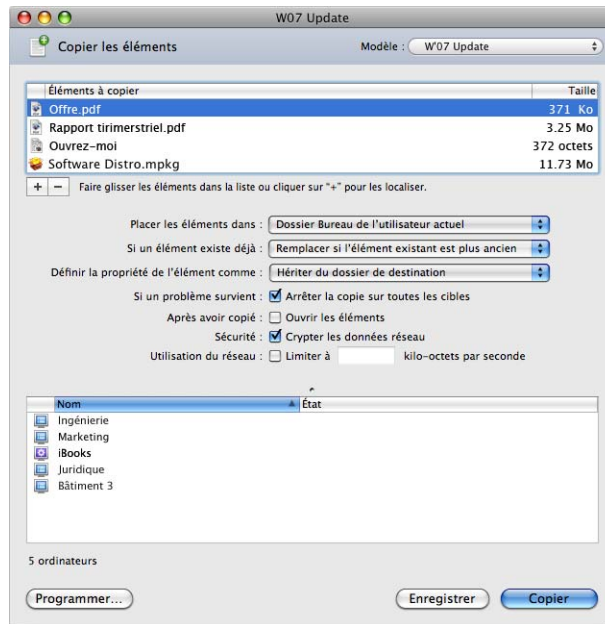 W07 Update
Copier les éléments
Modèle : W'07 Update
Éléments à copier Taille
Offre.pdf 371 Ko
Rapport tirimerstriel.pdf 3.25 Mo
Ouvrez-moi 372 octets
Software Distro.mpkg 11.73 Mo
+ − Faire glisser les éléments dans la liste ou cliquer sur "+" pour les localiser.
Placer les éléments dans : Dossier Bureau de l'utilisateur actuel
Si un élément existe déjà : Remplacer si l'élément existant est plus ancien
Définir la propriété de l'élément comme : Hériter du dossier de destination
Si un problème survient : Arrêter la copie sur toutes les cibles
Après avoir copié : Ouvrir les éléments
Sécurité : Crypter les données réseau
Utilisation du réseau : Limiter à kilo-octets par seconde
Nom État
Ingénierie
Marketing
iBooks
Juridique
Bâtiment 3
5 ordinateurs
Programmer... Enregistrer Copier